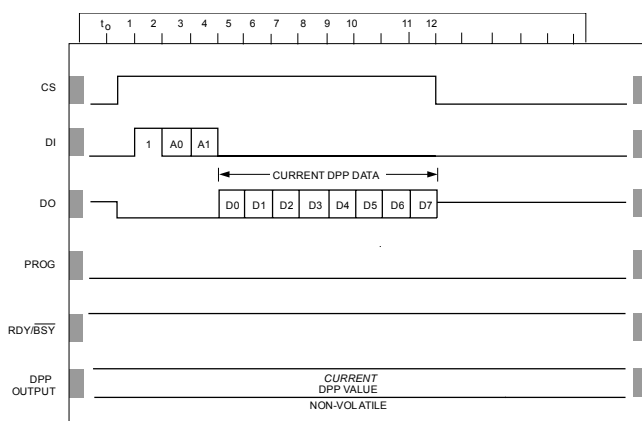 to 1 2 3 4 5 6 7 8 9 10 11 12
CS
DI 1 A0 A1
CURRENT DPP DATA
DO D0 D1 D2 D3 D4 D5 D6 D7
PROG
RDY/BSY
DPP
OUTPUT
CURRENT
DPP VALUE
NON-VOLATILE